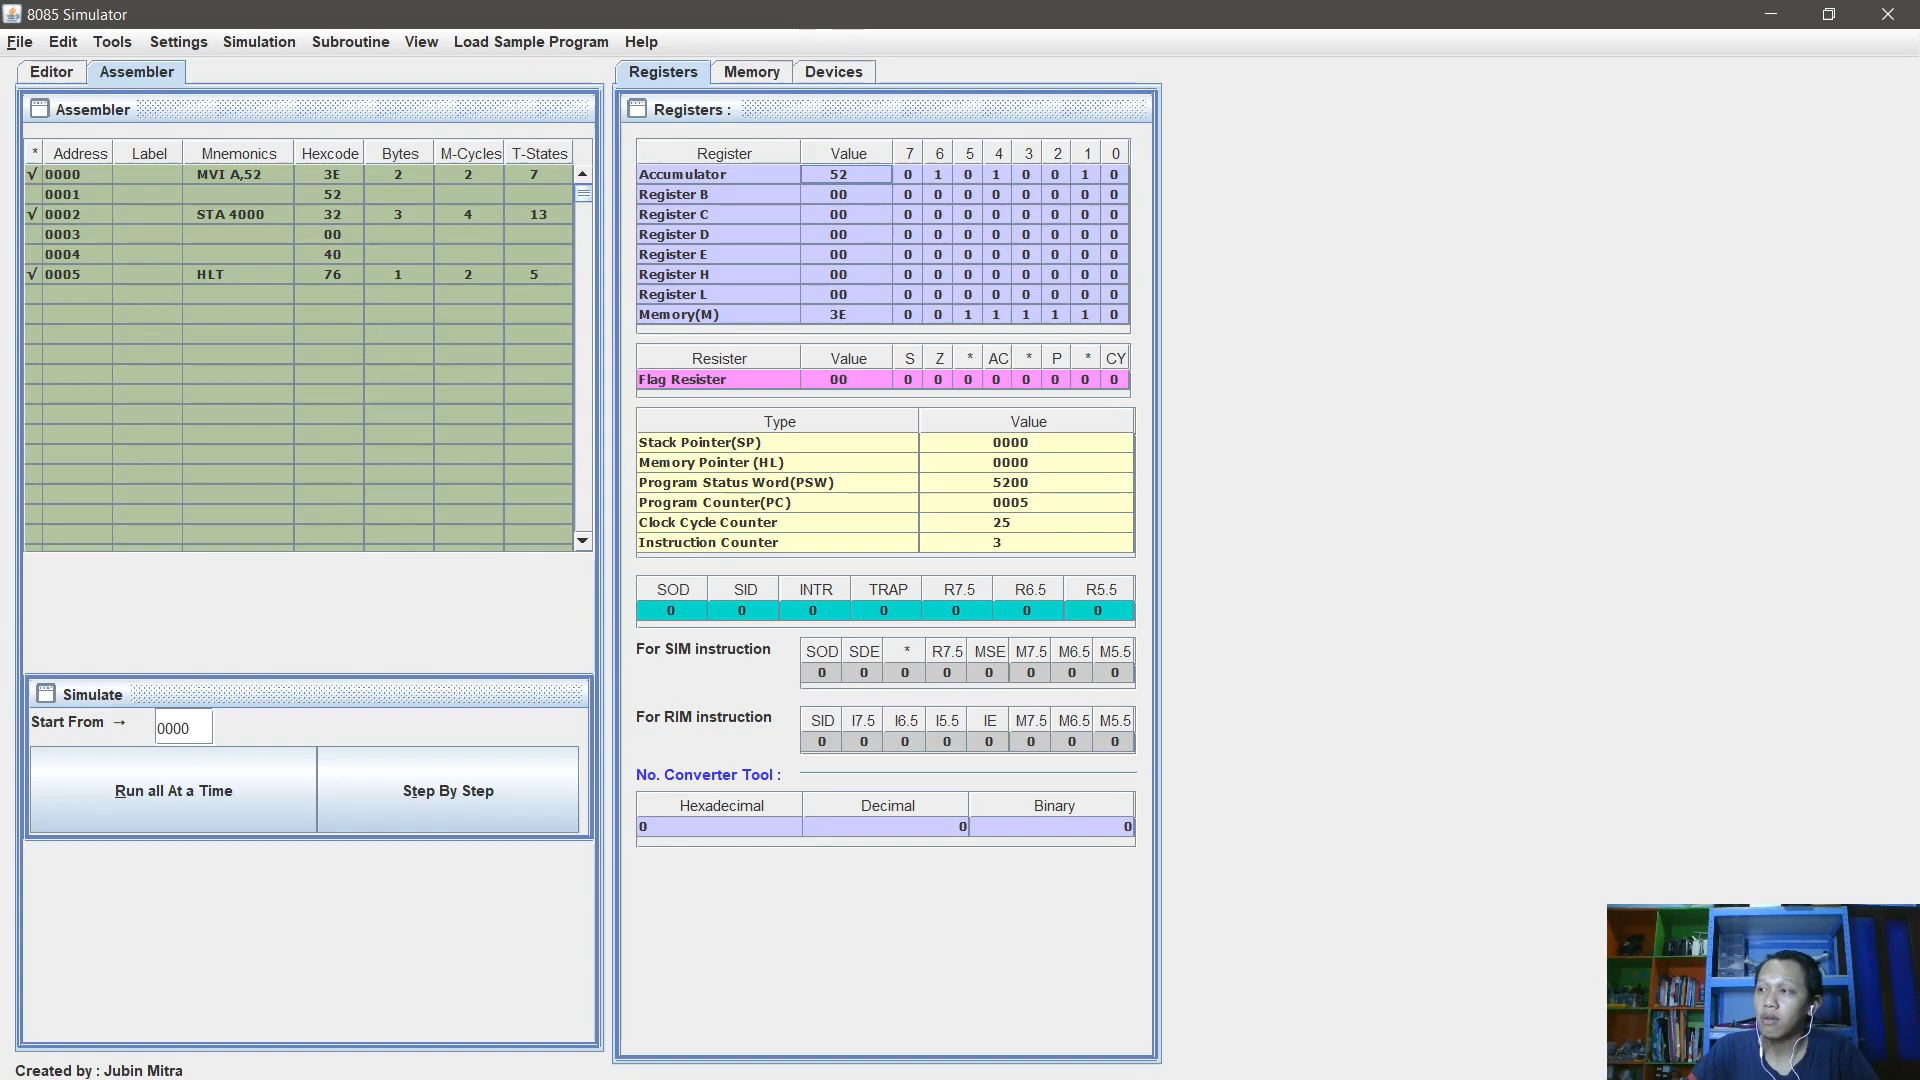 8085 Simulator
File Edit Tools Settings Simulation Subroutine View Load Sample Program Help
Editor Assembler
Assembler
* Address Label Mnemonics Hexcode Bytes M-Cycles T-States
√ 0000 MVI A,52 3E 2 2 7
0001 52
√ 0002 STA 4000 32 3 4 13
0003 00
0004 40
√ 0005 HLT 76 1 2 5
Simulate
Start From → 0000
Run all At a Time Step By Step
Created by : Jubin Mitra
Registers Memory Devices
Registers :
Register Value 7 6 5 4 3 2 1 0
Accumulator 52 0 1 0 1 0 0 1 0
Register B 00 0 0 0 0 0 0 0 0
Register C 00 0 0 0 0 0 0 0 0
Register D 00 0 0 0 0 0 0 0 0
Register E 00 0 0 0 0 0 0 0 0
Register H 00 0 0 0 0 0 0 0 0
Register L 00 0 0 0 0 0 0 0 0
Memory(M) 3E 0 0 1 1 1 1 1 0
Resister Value S Z * AC * P * CY
Flag Resister 00 0 0 0 0 0 0 0 0
Type Value
Stack Pointer(SP) 0000
Memory Pointer (HL) 0000
Program Status Word(PSW) 5200
Program Counter(PC) 0005
Clock Cycle Counter 25
Instruction Counter 3
SOD SID INTR TRAP R7.5 R6.5 R5.5
0 0 0 0 0 0 0
For SIM instruction
SOD SDE * R7.5 MSE M7.5 M6.5 M5.5
0 0 0 0 0 0 0 0
For RIM instruction
SID I7.5 I6.5 I5.5 IE M7.5 M6.5 M5.5
0 0 0 0 0 0 0 0
No. Converter Tool :
Hexadecimal Decimal Binary
0 0 0